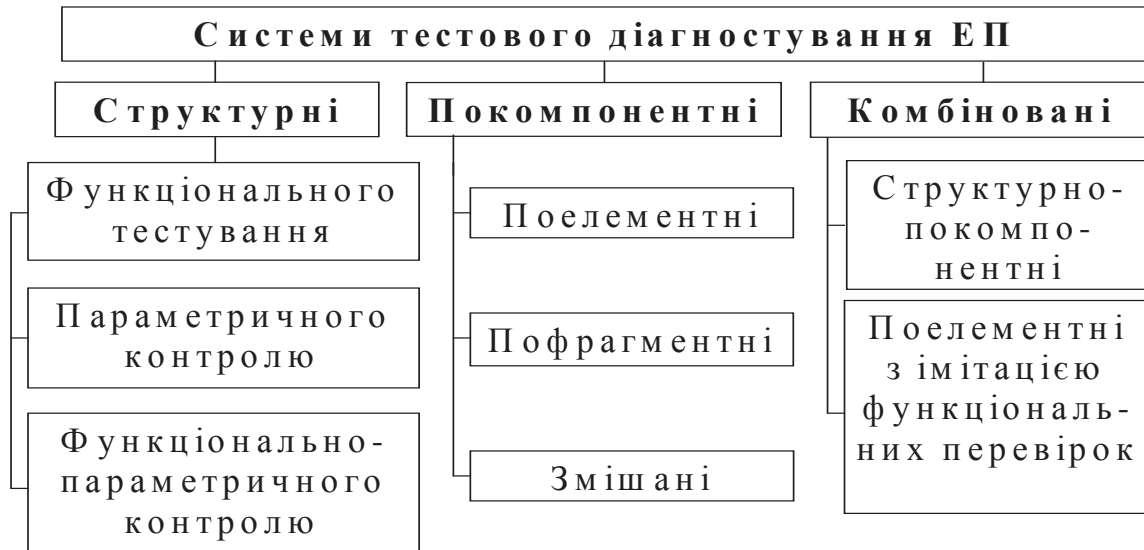 Системи тестового діагностування ЕП
Структурні
Покомпонентні
Комбіновані
Функціонального
тестування
Параметричного
контролю
Функціонально-
параметричного
контролю
Поелементні
Пофрагментні
Змішані
Структурно-
покомпо-
нентні
Поелементні
з імітацією
функціональ-
них перевірок